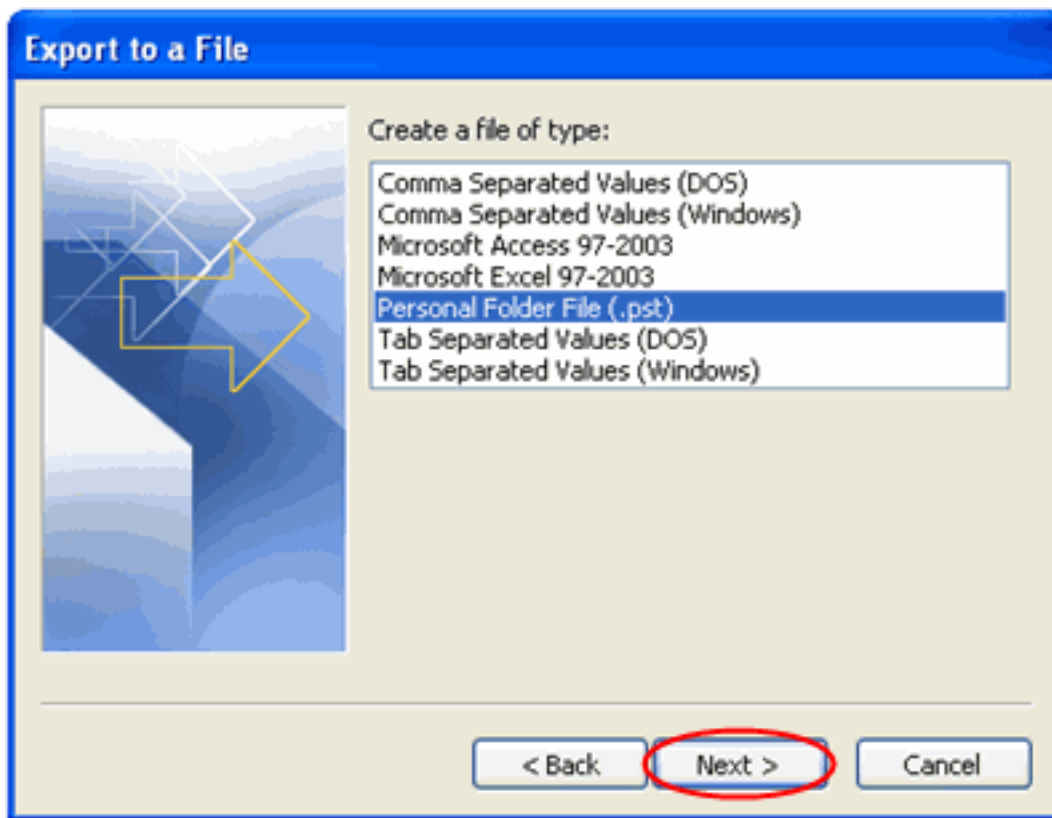 Export to a File
Create a file of type:
Comma Separated Values (DOS)
Comma Separated Values (Windows)
Microsoft Access 97-2003
Microsoft Excel 97-2003
Personal Folder File (.pst)
Tab Separated Values (DOS)
Tab Separated Values (Windows)
< Back
Next >
Cancel